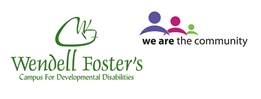 we are the community
Wendell Foster's
Campus For Developmental Disabilities